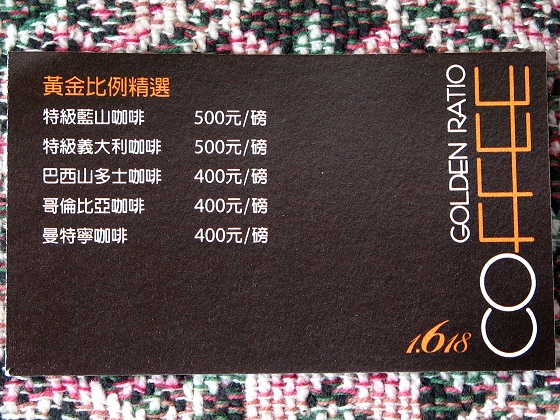 黃金比例精選
特級藍山咖啡 500元/磅
特級義大利咖啡 500元/磅
巴西山多士咖啡 400元/磅
哥倫比亞咖啡 400元/磅
曼特寧咖啡 400元/磅
GOLDEN RATIO
COFFEE
1.618